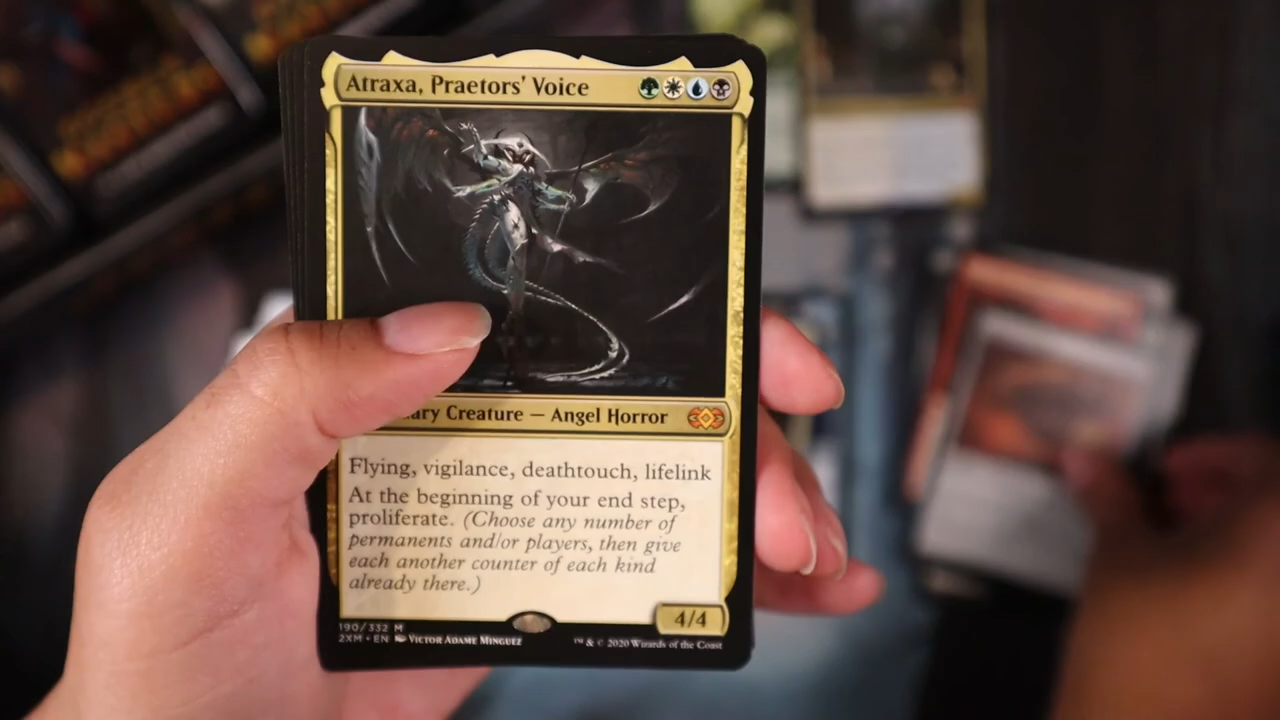 Atraxa, Praetors' Voice
ary Creature — Angel Horror
Flying, vigilance, deathtouch, lifelink
At the beginning of your end step,
proliferate. (Choose any number of
permanents and/or players, then give
each another counter of each kind
already there.)
4/4
190/332 M
2XM • EN Victor Adame Minguez
™ & © 2020 Wizards of the Coast